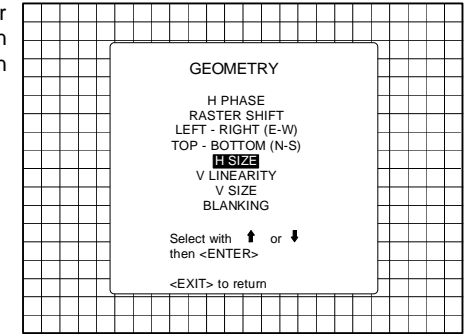 r
n
n
GEOMETRY
H PHASE
RASTER SHIFT
LEFT - RIGHT (E-W)
TOP - BOTTOM (N-S)
H SIZE
V LINEARITY
V SIZE
BLANKING
Select with ⬆ or ⬇
then <ENTER>
<EXIT> to return